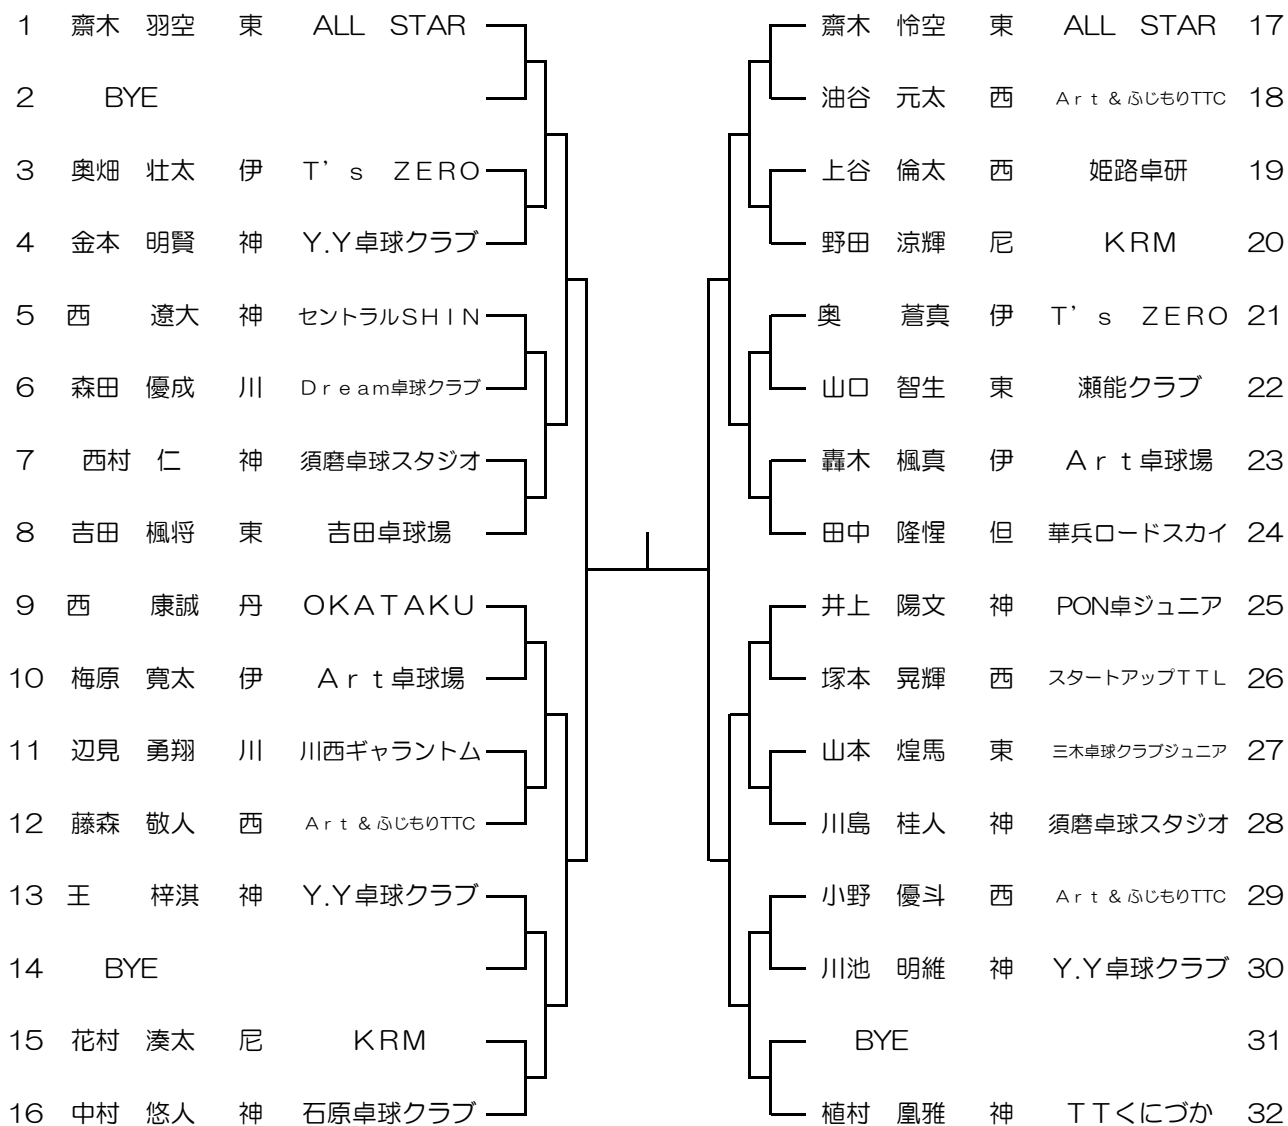 1 齋木 羽空 東 ALL STAR
2 BYE
3 奥畑 壮太 伊 T’s ZERO
4 金本 明賢 神 Y.Y卓球クラブ
5 西 遼大 神 セントラルSHIN
6 森田 優成 川 Dream卓球クラブ
7 西村 仁 神 須磨卓球スタジオ
8 吉田 楓将 東 吉田卓球場
9 西 康誠 丹 OKATAKU
10 梅原 寛太 伊 Art卓球場
11 辺見 勇翔 川 川西ギャラントム
12 藤森 敬人 西 Art&ふじもりTTC
13 王 梓淇 神 Y.Y卓球クラブ
14 BYE
15 花村 湊太 尼 KRM
16 中村 悠人 神 石原卓球クラブ
齋木 怜空 東 ALL STAR 17
油谷 元太 西 Art&ふじもりTTC 18
上谷 倫太 西 姫路卓研 19
野田 涼輝 尼 KRM 20
奥 蒼真 伊 T’s ZERO 21
山口 智生 東 瀬能クラブ 22
轟木 楓真 伊 Art卓球場 23
田中 隆惺 但 華兵ロードスカイ 24
井上 陽文 神 PON卓ジュニア 25
塚本 晃輝 西 スタートアップTTL 26
山本 煌馬 東 三木卓球クラブジュニア 27
川島 桂人 神 須磨卓球スタジオ 28
小野 優斗 西 Art&ふじもりTTC 29
川池 明維 神 Y.Y卓球クラブ 30
BYE 31
植村 凰雅 神 TTくにづか 32